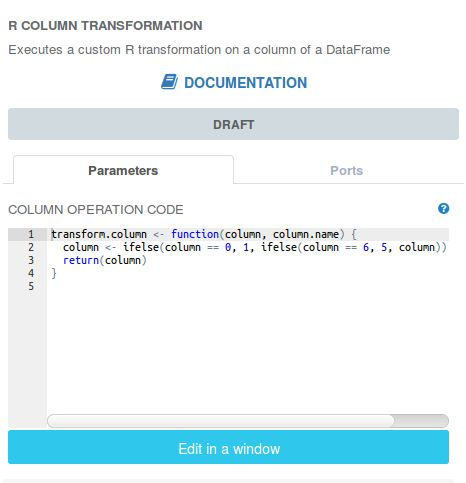 R COLUMN TRANSFORMATION
Executes a custom R transformation on a column of a DataFrame
DOCUMENTATION
DRAFT
Parameters Ports
COLUMN OPERATION CODE ?
1 transform.column <- function(column, column.name) {
2   column <- ifelse(column == 0, 1, ifelse(column == 6, 5, column))
3   return(column)
4 }
5
Edit in a window